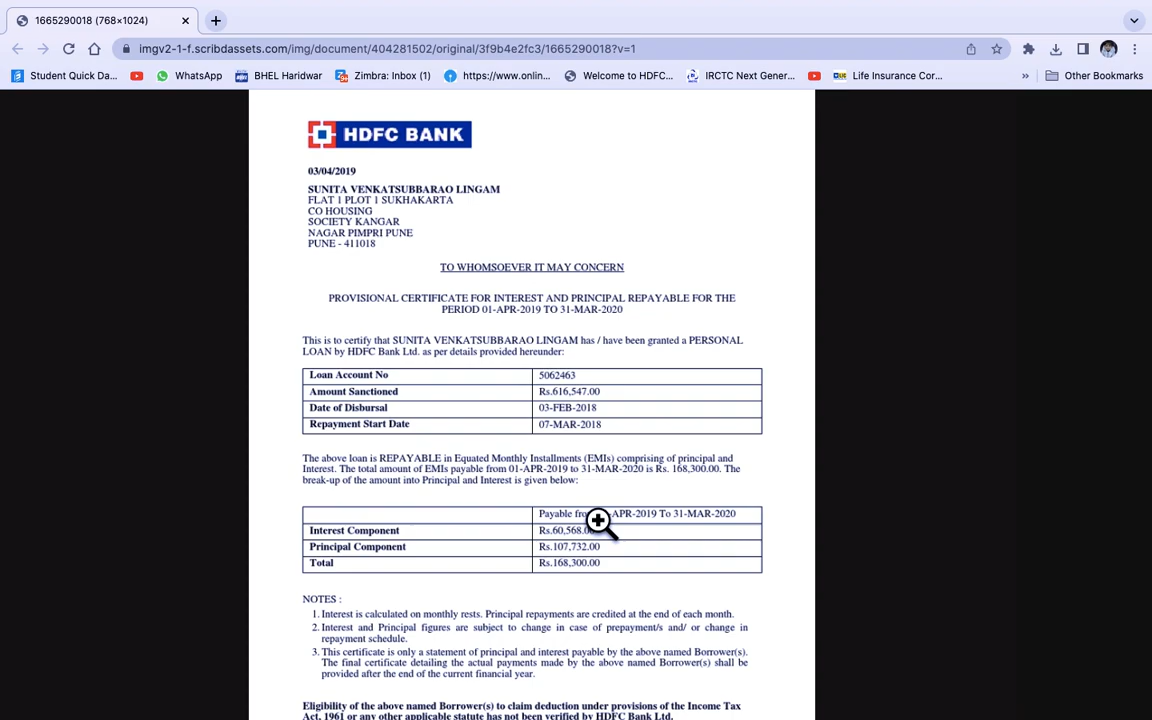 1665290018 (768×1024)
imgv2-1-f.scribdassets.com/img/document/404281502/original/3f9b4e2fc3/1665290018?v=1
Student Quick Da... WhatsApp BHEL Haridwar Zimbra: Inbox (1) https://www.onlin... Welcome to HDFC... IRCTC Next Gener... Life Insurance Cor... » Other Bookmarks
HDFC BANK
03/04/2019
SUNITA VENKATSUBBARAO LINGAM
FLAT 1 PLOT 1 SUKHAKARTA
CO HOUSING
SOCIETY KANGAR
NAGAR PIMPRI PUNE
PUNE - 411018
TO WHOMSOEVER IT MAY CONCERN
PROVISIONAL CERTIFICATE FOR INTEREST AND PRINCIPAL REPAYABLE FOR THE
PERIOD 01-APR-2019 TO 31-MAR-2020
This is to certify that SUNITA VENKATSUBBARAO LINGAM has / have been granted a PERSONAL
LOAN by HDFC Bank Ltd. as per details provided hereunder:
Loan Account No 5062463
Amount Sanctioned Rs.616,547.00
Date of Disbursal 03-FEB-2018
Repayment Start Date 07-MAR-2018
The above loan is REPAYABLE in Equated Monthly Installments (EMIs) comprising of principal and
Interest. The total amount of EMIs payable from 01-APR-2019 to 31-MAR-2020 is Rs. 168,300.00. The
break-up of the amount into Principal and Interest is given below:
Payable APR-2019 To 31-MAR-2020
Interest Component Rs.60,568.
Principal Component Rs.107,732.00
Total Rs.168,300.00
NOTES :
1. Interest is calculated on monthly rests. Principal repayments are credited at the end of each month.
2. Interest and Principal figures are subject to change in case of prepayment/s and/ or change in
repayment schedule.
3. This certificate is only a statement of principal and interest payable by the above named Borrower(s).
The final certificate detailing the actual payments made by the above named Borrower(s) shall be
provided after the end of the current financial year.
Eligibility of the above named Borrower(s) to claim deduction under provisions of the Income Tax
Act, 1961 or any other applicable statute has not been verified by HDFC Bank Ltd.